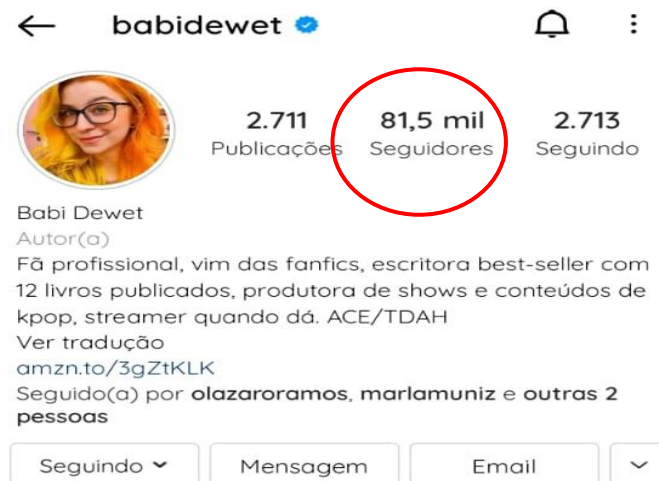 babidewet
2.711 81,5 mil 2.713
Publicações Seguidores Seguindo
Babi Dewet
Autor(a)
Fã profissional, vim das fanfics, escritora best-seller com
12 livros publicados, produtora de shows e conteúdos de
kpop, streamer quando dá. ACE/TDAH
Ver tradução
amzn.to/3gZtKLK
Seguido(a) por olazaroramos, marlamuniz e outras 2
pessoas
Seguindo Mensagem Email